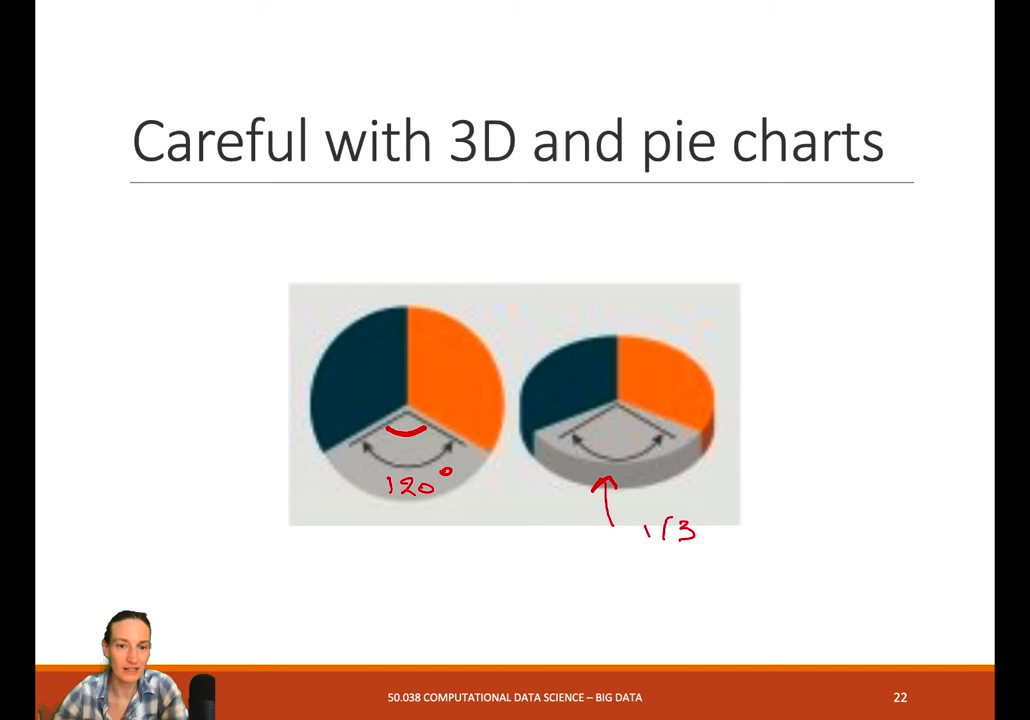 Careful with 3D and pie charts
120°
1/3
50.038 COMPUTATIONAL DATA SCIENCE – BIG DATA
22